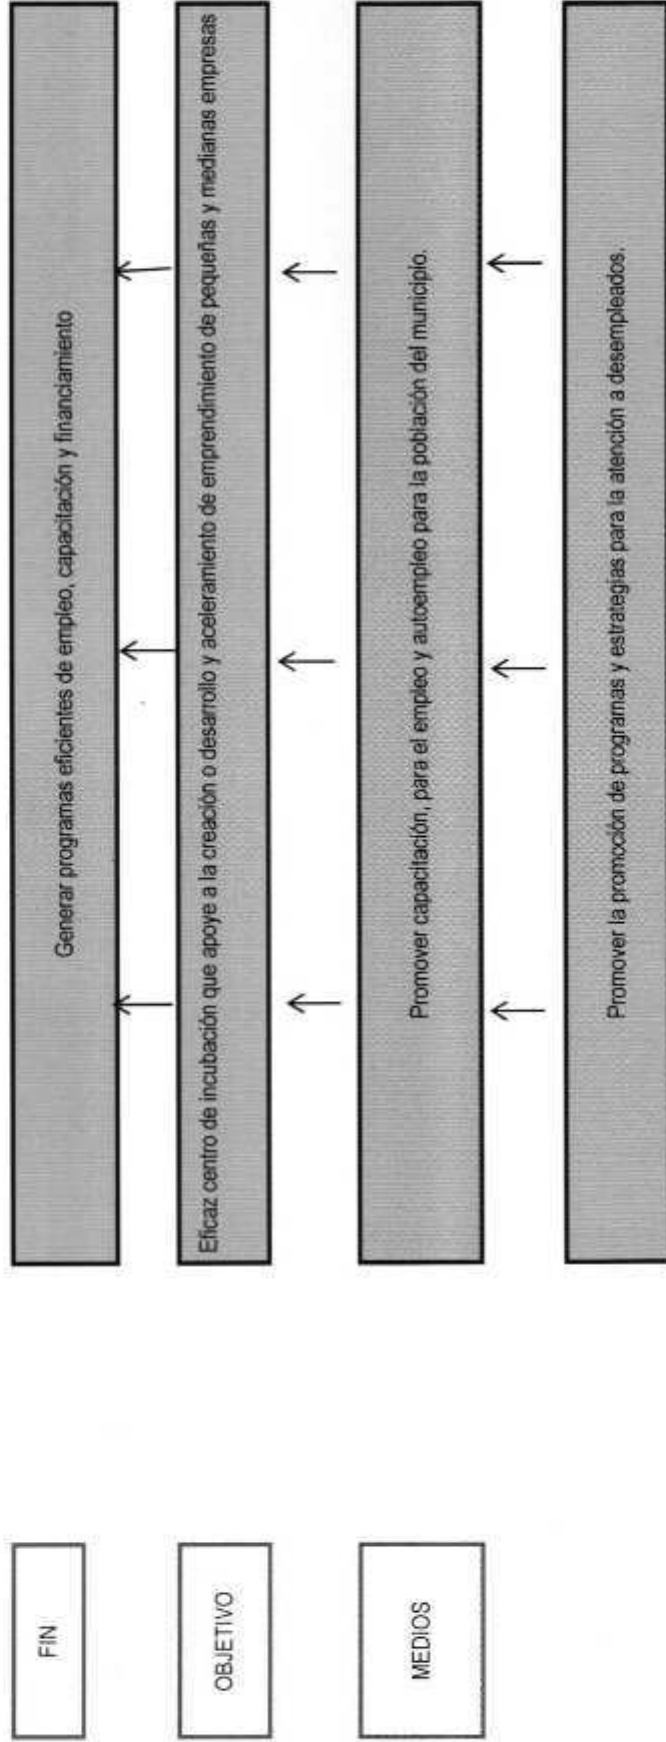 FIN
Generar programas eficientes de empleo, capacitación y financiamiento
OBJETIVO
Eficaz centro de incubación que apoye a la creación o desarrollo y aceleramiento de emprendimiento de pequeñas y medianas empresas
MEDIOS
Promover capacitación, para el empleo y autoempleo para la población del municipio.
Promover la promoción de programas y estrategias para la atención a desempleados.